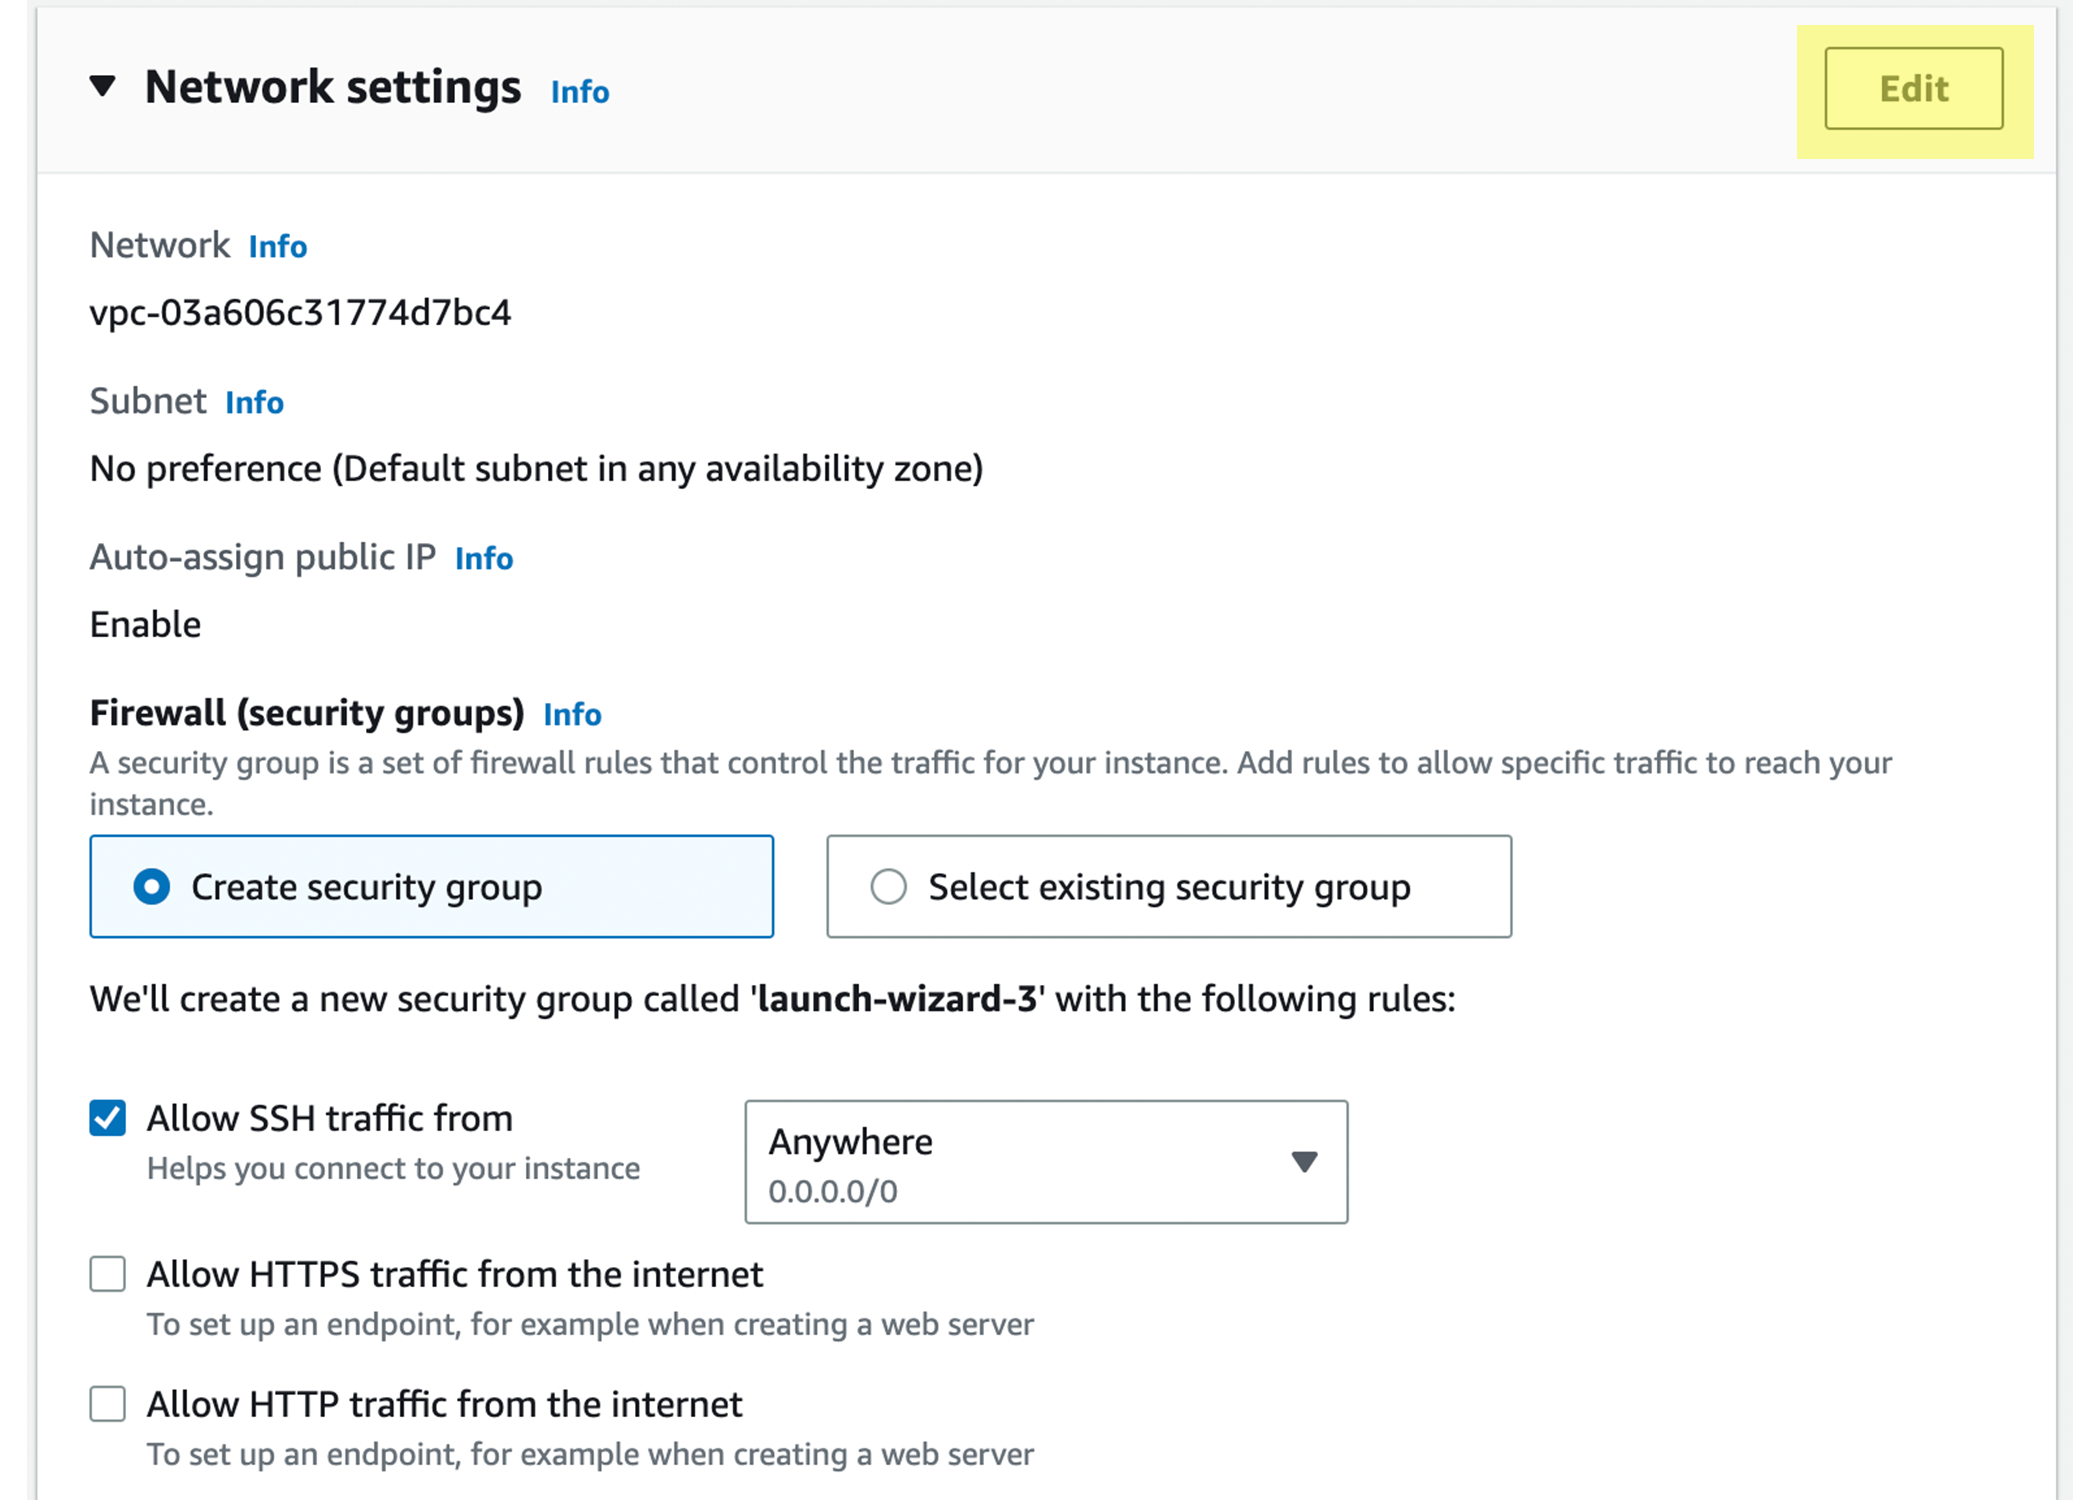 Network settings Info
Edit
Network Info
vpc-03a606c31774d7bc4
Subnet Info
No preference (Default subnet in any availability zone)
Auto-assign public IP Info
Enable
Firewall (security groups) Info
A security group is a set of firewall rules that control the traffic for your instance. Add rules to allow specific traffic to reach your
instance.
Create security group
Select existing security group
We'll create a new security group called 'launch-wizard-3' with the following rules:
Allow SSH traffic from
Helps you connect to your instance
Anywhere
0.0.0.0/0
Allow HTTPS traffic from the internet
To set up an endpoint, for example when creating a web server
Allow HTTP traffic from the internet
To set up an endpoint, for example when creating a web server